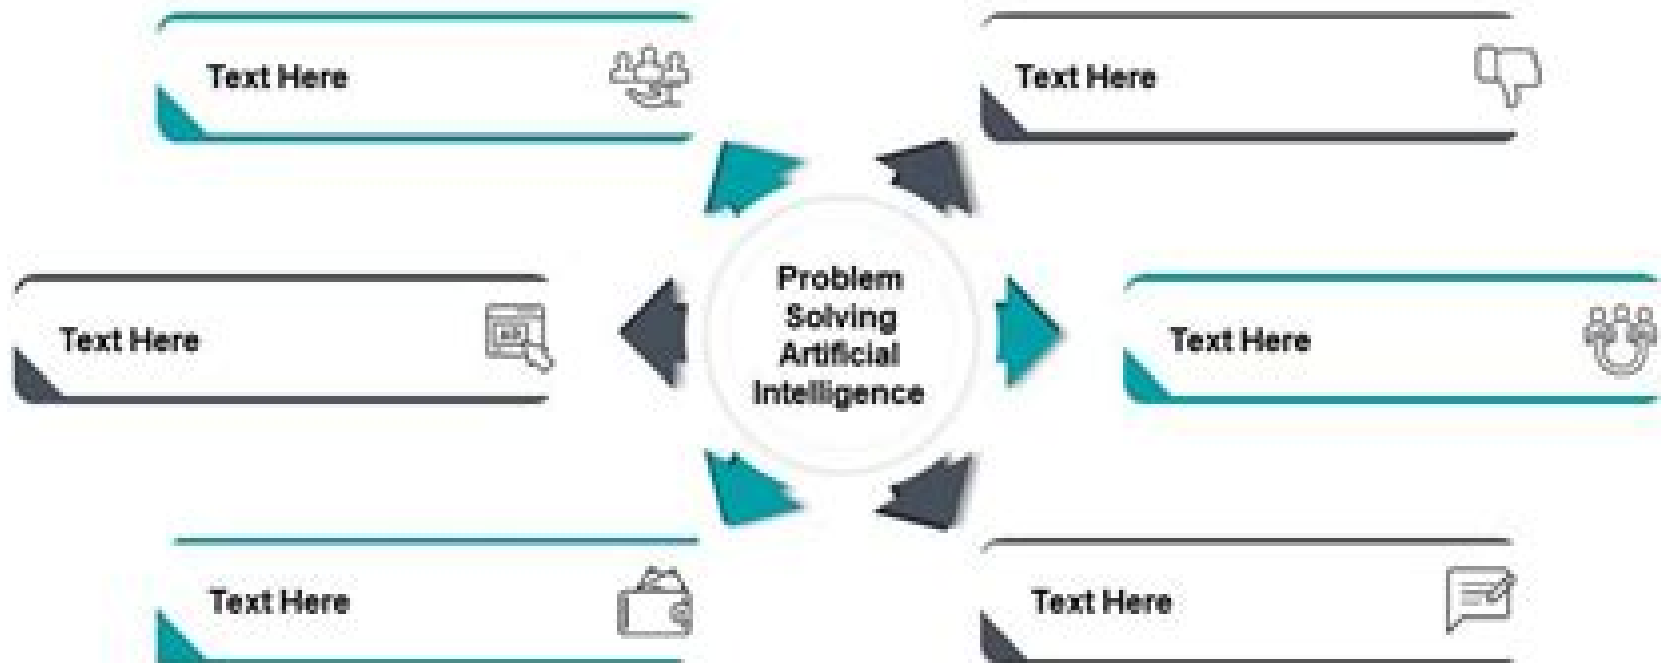 Text Here
Text Here
Problem
Solving
Artificial
Intelligence
Text Here
Text Here
Text Here
Text Here